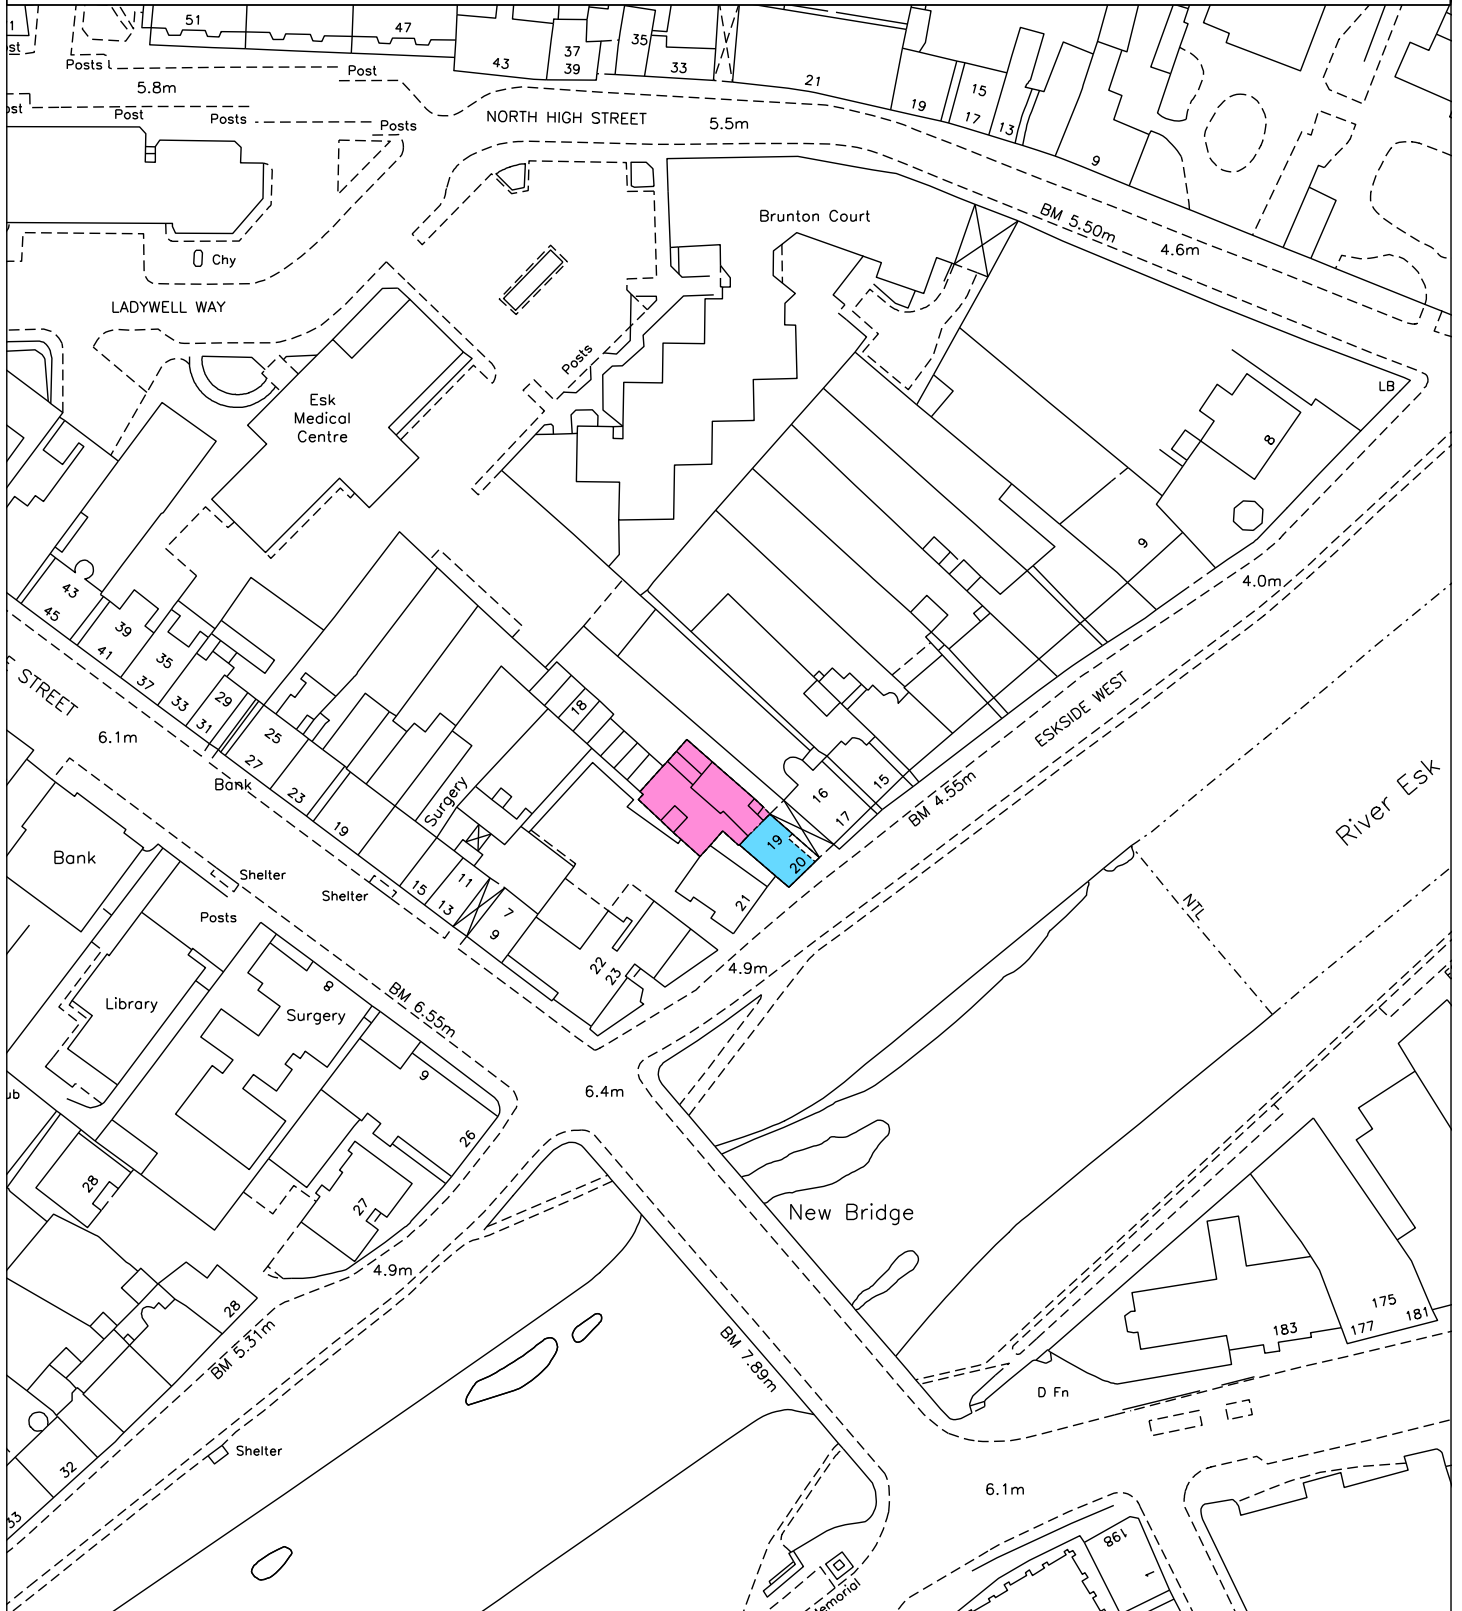 51
47
43
37
39
35
33
21
19
15
17
13
9
Posts
Post
5.8m
Post
Posts
Posts
NORTH HIGH STREET
5.5m
Brunton Court
BM 5.50m
4.6m
Chy
LADYWELL WAY
Posts
Esk
Medical
Centre
LB
8
9
4.0m
43
45
39
41
35
37
33
31
29
25
27
23
19
STREET
6.1m
Bank
Surgery
18
16
17
15
19
20
21
ESKSIDE WEST
BM 4.55m
River Esk
Bank
Shelter
Shelter
Posts
15
13
11
7
9
22
23
4.9m
NTL
Library
8
Surgery
BM 6.55m
9
26
6.4m
28
27
New Bridge
4.9m
28
BM 5.31m
BM 7.89m
175
177
181
183
D Fn
Shelter
32
33
6.1m
198
1